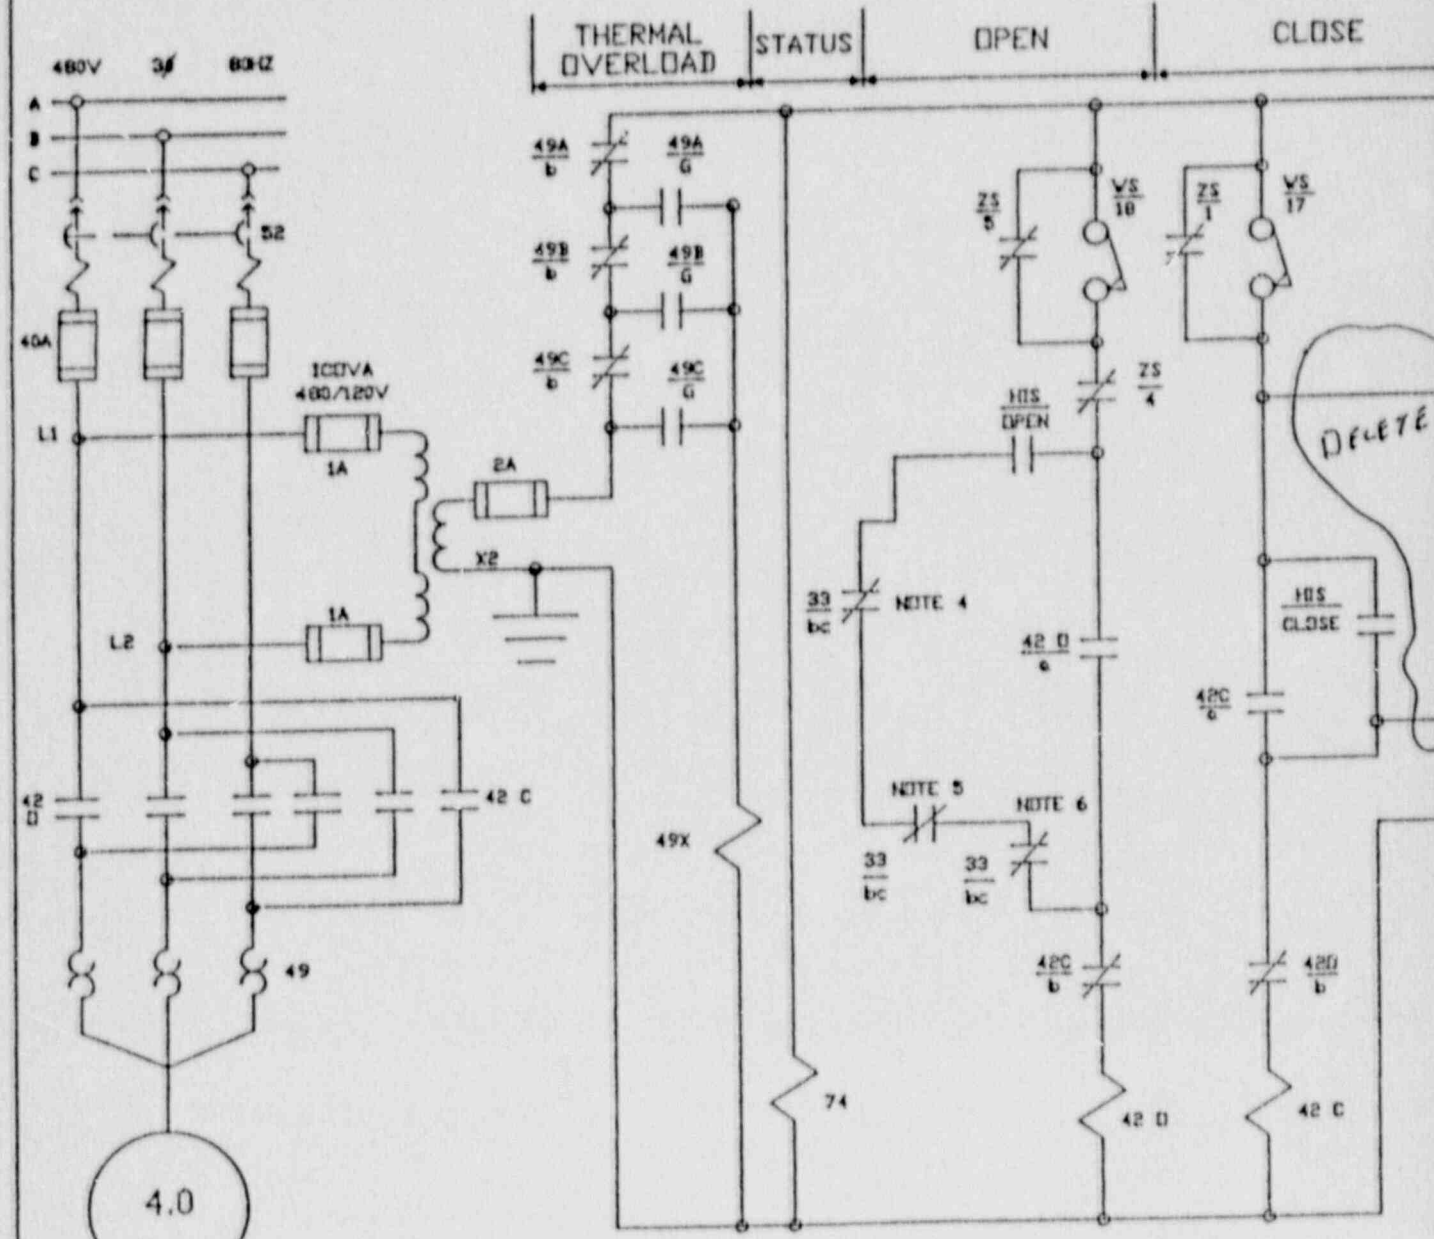 THERMAL
OVERLOAD
STATUS
OPEN
CLOSE
480V 3ø 60HZ
A
B
C
52
40A
49A
b
49A
G
49B
b
49B
G
49C
b
49C
G
ZS
5
WS
18
ZS
1
WS
17
ZS
4
HIS
OPEN
DELETE
100VA
480/120V
L1
1A
2A
X2
L2
1A
33
bc
NOTE 4
42 O
a
HIS
CLOSE
42C
a
42
O
42 C
49X
NOTE 5
NOTE 6
33
bc
33
bc
49
42C
b
42O
b
74
42 O
42 C
4.0